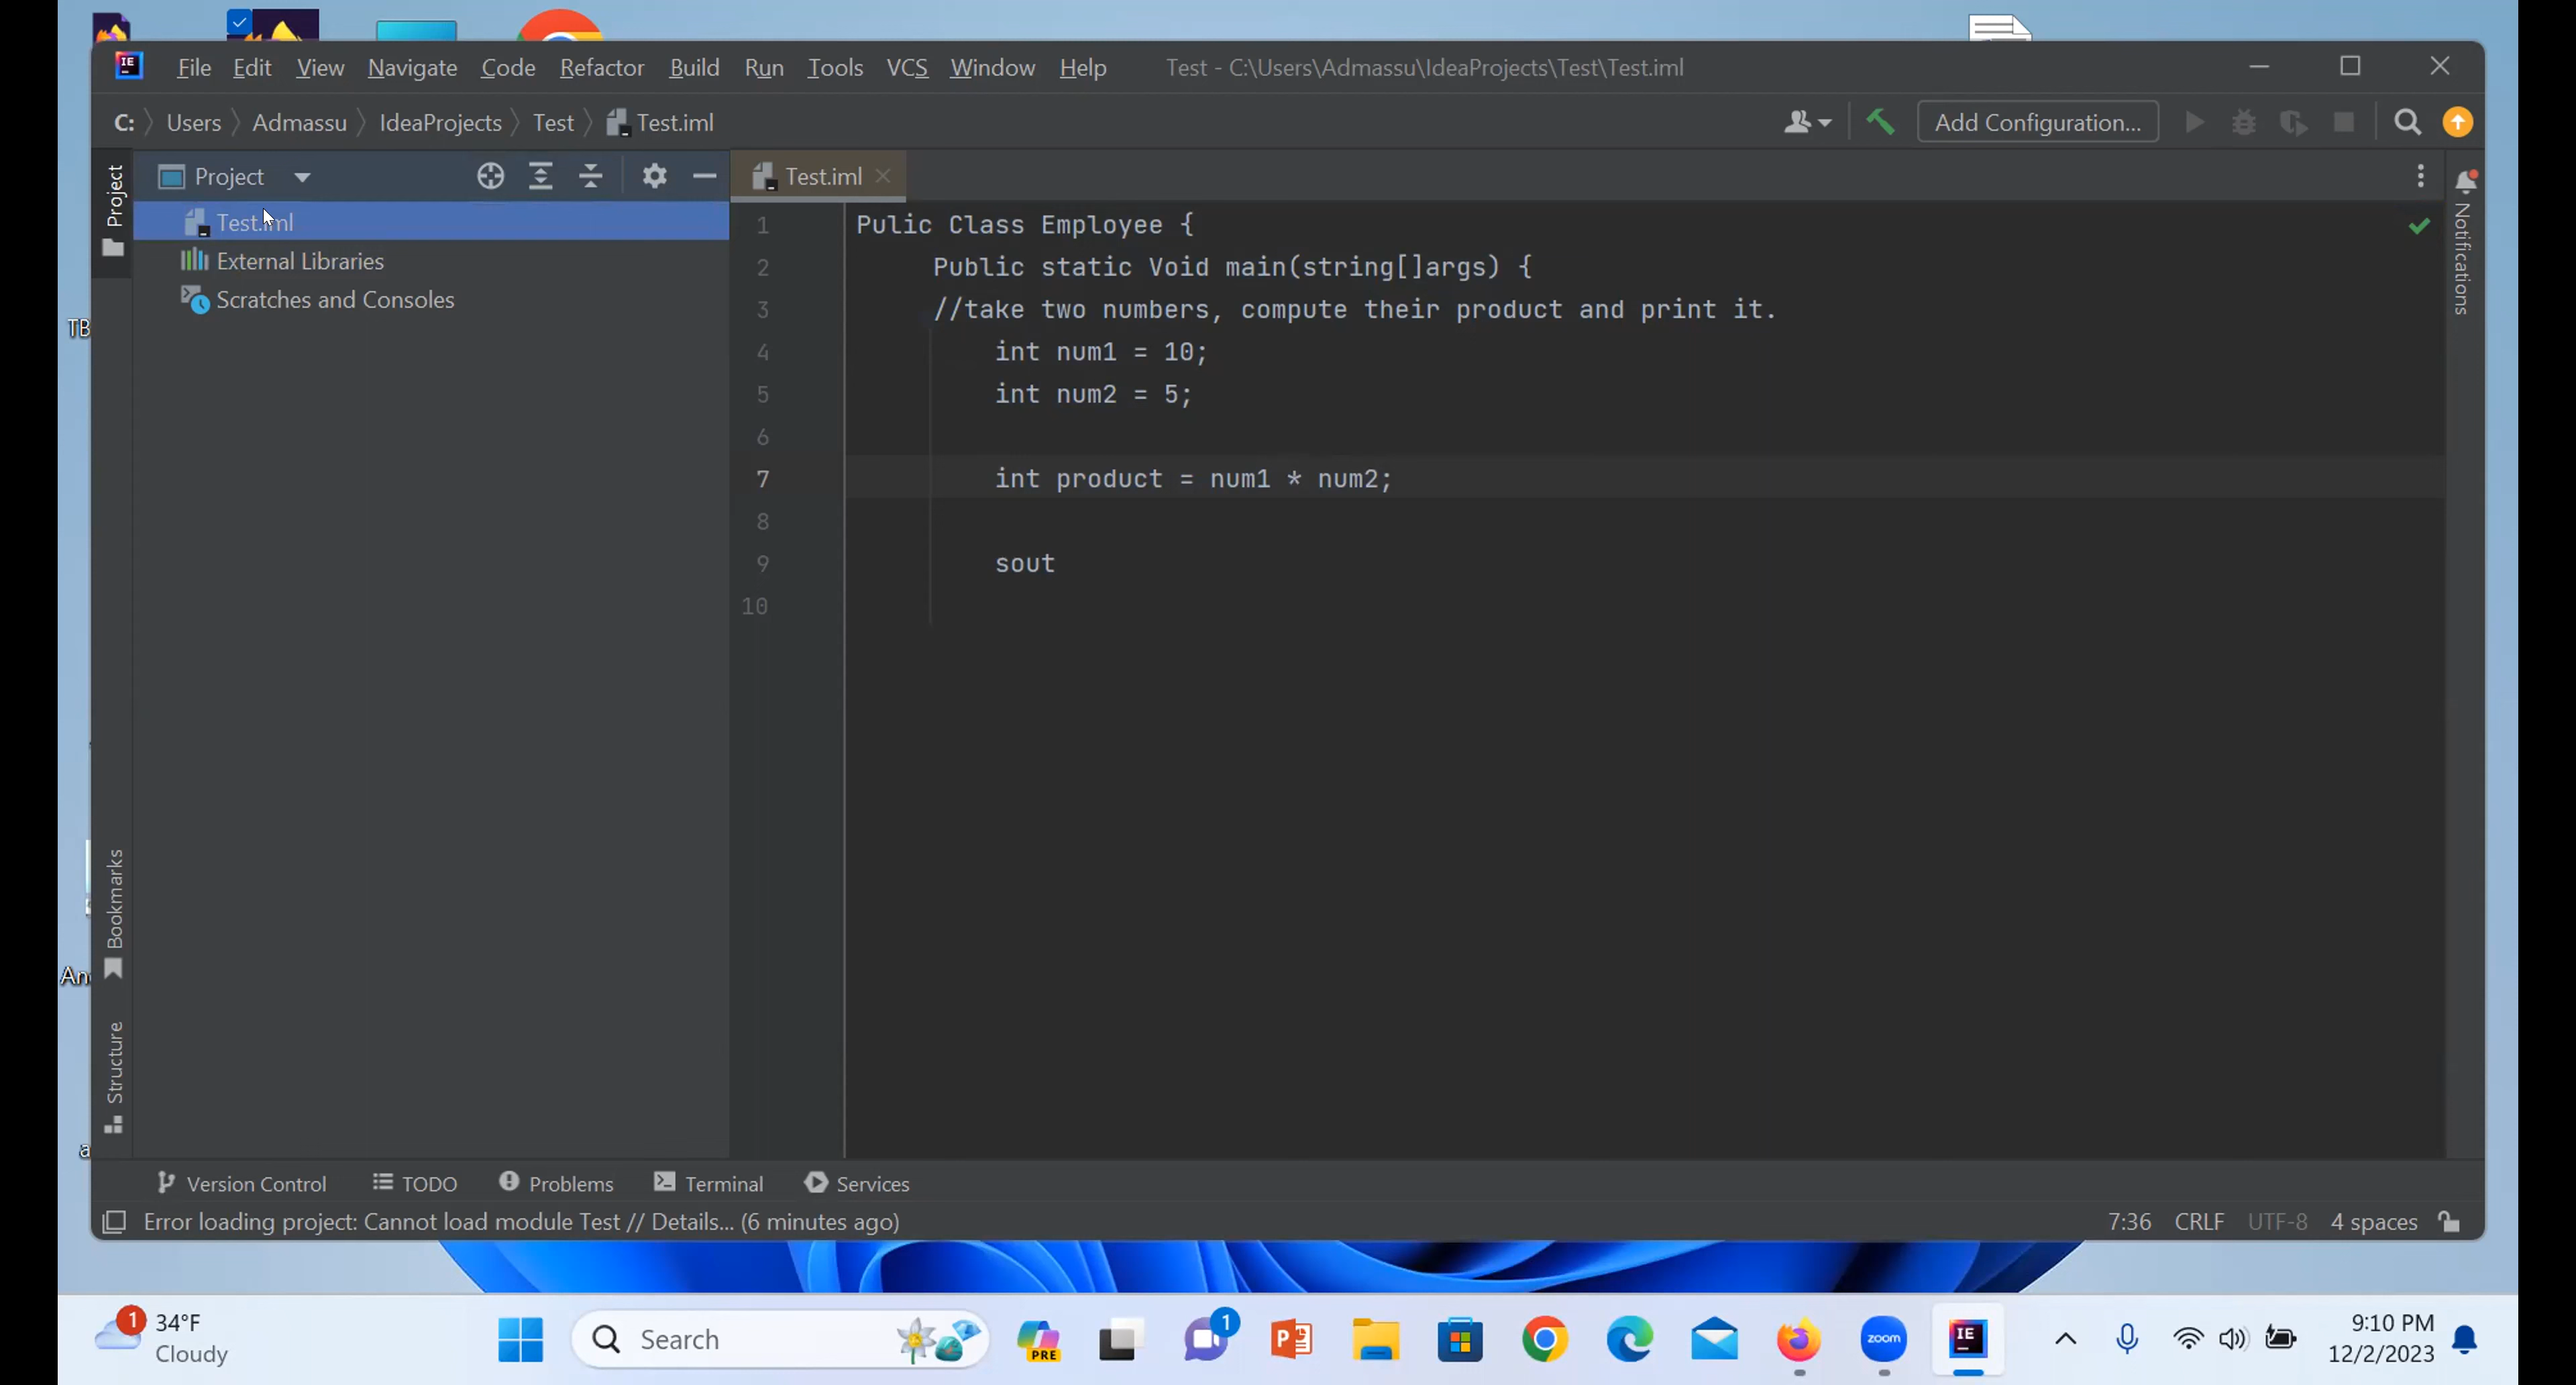 File Edit View Navigate Code Refactor Build Run Tools VCS Window Help Test - C:\Users\Admassu\IdeaProjects\Test\Test.iml
C: Users Admassu IdeaProjects Test Test.iml Add Configuration...
Project
Project
Test.iml
Test.iml
External Libraries
Scratches and Consoles
1 Pulic Class Employee {
2 Public static Void main(string[]args) {
3 //take two numbers, compute their product and print it.
4 int num1 = 10;
5 int num2 = 5;
6
7 int product = num1 * num2;
8
9 sout
10
Notifications
TB
Bookmarks
Structure
Version Control TODO Problems Terminal Services
Error loading project: Cannot load module Test // Details... (6 minutes ago) 7:36 CRLF UTF-8 4 spaces
1 34°F
Cloudy
Search
PRE
1
zoom
9:10 PM
12/2/2023